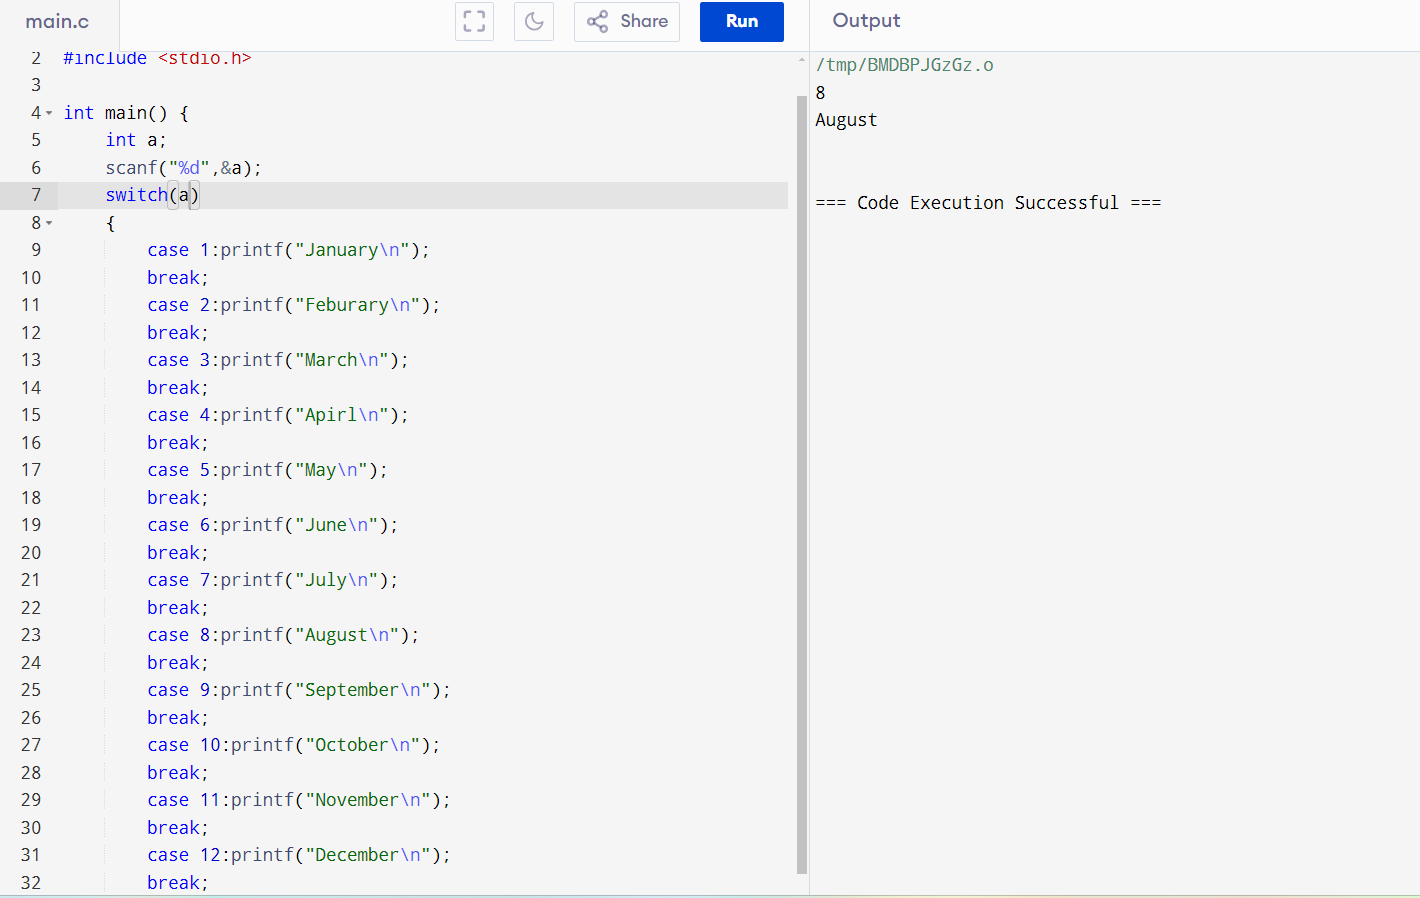 main.c
Share
Run
Output
2 #include <stdio.h>
3
4 int main() {
5 int a;
6 scanf("%d",&a);
7 switch(a)
8 {
9 case 1:printf("January\n");
10 break;
11 case 2:printf("Feburary\n");
12 break;
13 case 3:printf("March\n");
14 break;
15 case 4:printf("Apirl\n");
16 break;
17 case 5:printf("May\n");
18 break;
19 case 6:printf("June\n");
20 break;
21 case 7:printf("July\n");
22 break;
23 case 8:printf("August\n");
24 break;
25 case 9:printf("September\n");
26 break;
27 case 10:printf("October\n");
28 break;
29 case 11:printf("November\n");
30 break;
31 case 12:printf("December\n");
32 break;
/tmp/BMDBPJGzGz.o
8
August
=== Code Execution Successful ===